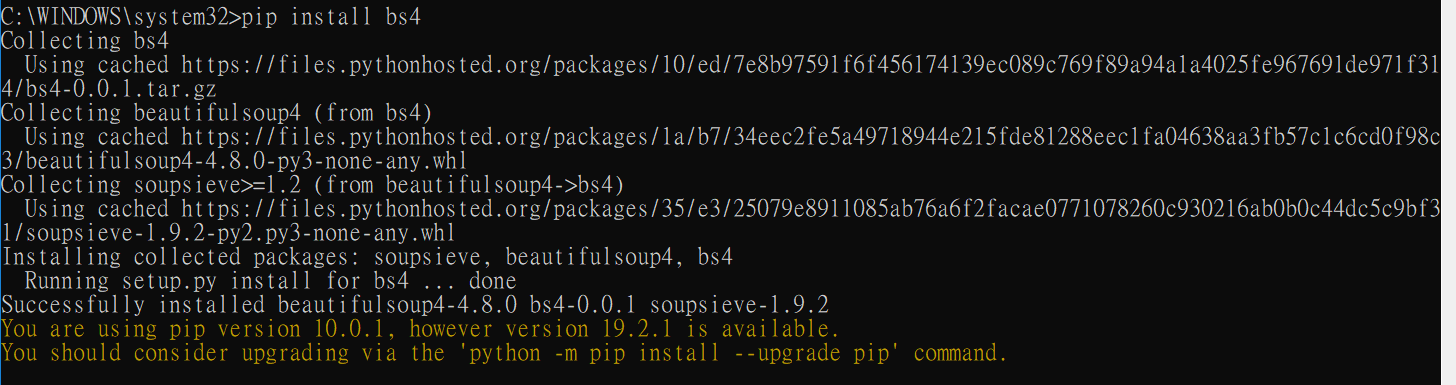 C:\WINDOWS\system32>pip install bs4
Collecting bs4
  Using cached https://files.pythonhosted.org/packages/10/ed/7e8b97591f6f456174139ec089c769f89a94a1a4025fe967691de971f31
4/bs4-0.0.1.tar.gz
Collecting beautifulsoup4 (from bs4)
  Using cached https://files.pythonhosted.org/packages/1a/b7/34eec2fe5a49718944e215fde81288eec1fa04638aa3fb57c1c6cd0f98c
3/beautifulsoup4-4.8.0-py3-none-any.whl
Collecting soupsieve>=1.2 (from beautifulsoup4->bs4)
  Using cached https://files.pythonhosted.org/packages/35/e3/25079e8911085ab76a6f2facae0771078260c930216ab0b0c44dc5c9bf3
1/soupsieve-1.9.2-py2.py3-none-any.whl
Installing collected packages: soupsieve, beautifulsoup4, bs4
  Running setup.py install for bs4 ... done
Successfully installed beautifulsoup4-4.8.0 bs4-0.0.1 soupsieve-1.9.2
You are using pip version 10.0.1, however version 19.2.1 is available.
You should consider upgrading via the 'python -m pip install --upgrade pip' command.